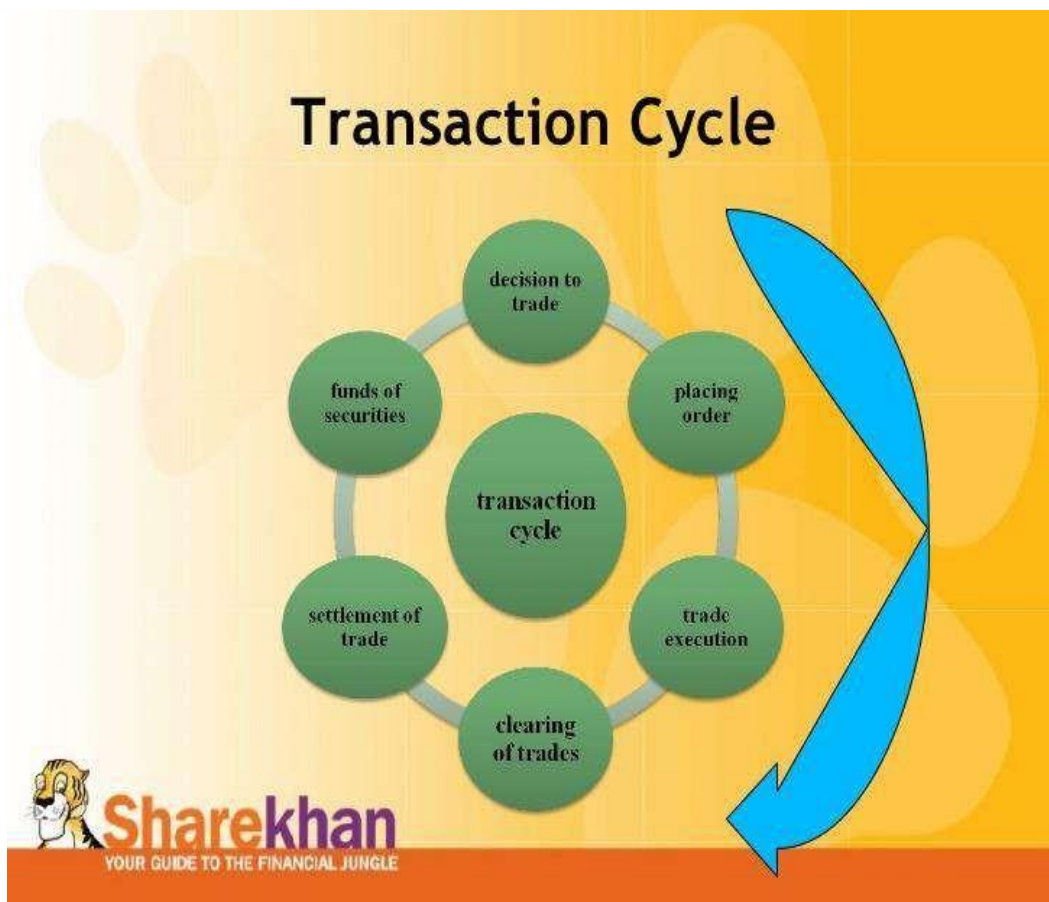 Transaction Cycle
decision to
trade
placing
order
trade
execution
clearing
of trades
settlement of
trade
funds of
securities
transaction
cycle
Sharekhan
YOUR GUIDE TO THE FINANCIAL JUNGLE